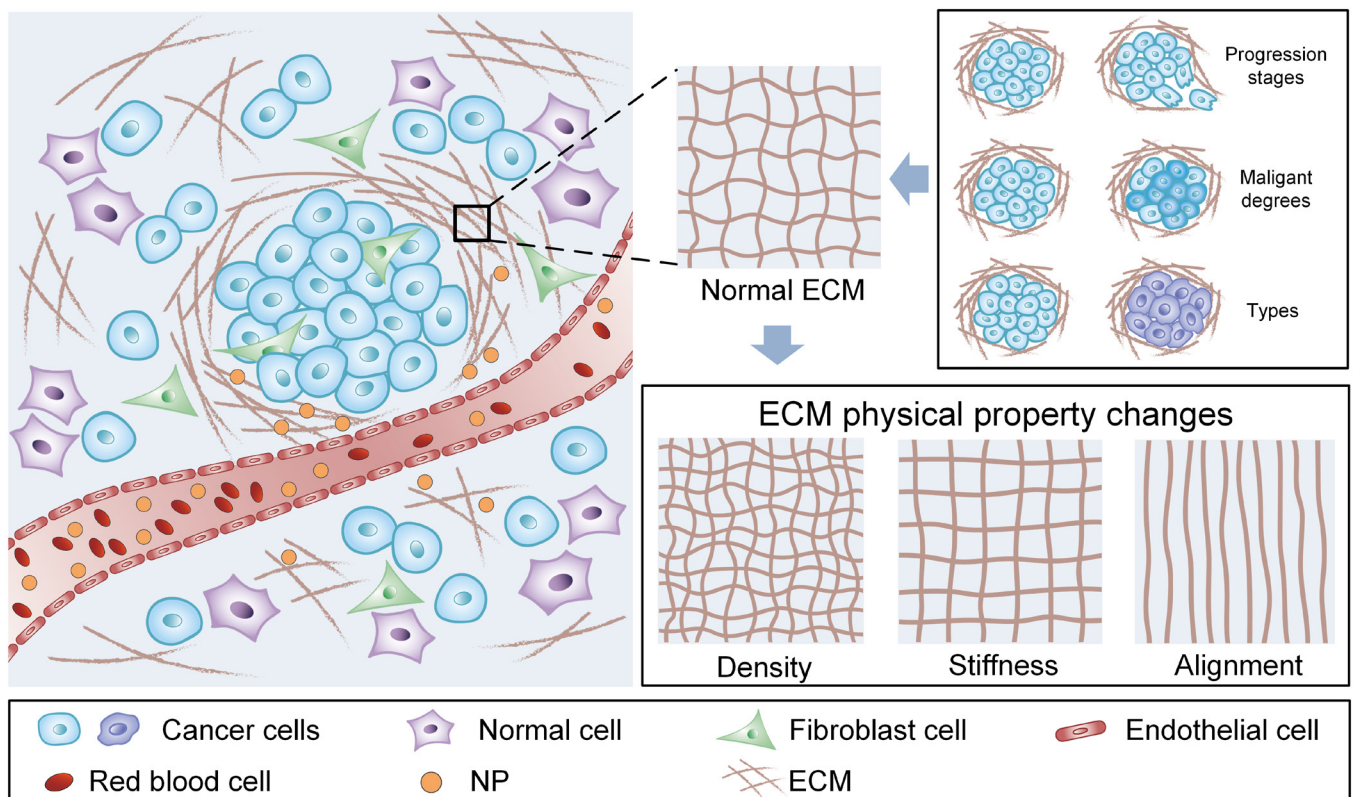 Progression
stages
Maligant
degrees
Types
Normal ECM
ECM physical property changes
Density
Stiffness
Alignment
Cancer cells
Normal cell
Fibroblast cell
Endothelial cell
Red blood cell
NP
ECM